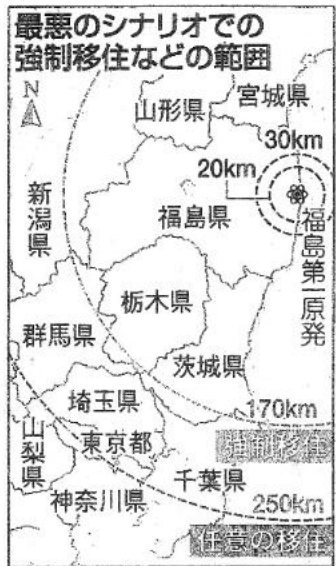 最悪のシナリオでの
強制移住などの範囲
N
宮城県
山形県
30km
20km
新潟県
福島県
福島第一原発
栃木県
群馬県
茨城県
埼玉県
170km
強制移住
山梨県
東京都
千葉県
神奈川県
250km
任意の移住